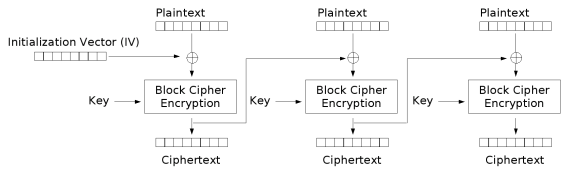 Plaintext
Plaintext
Plaintext
Initialization Vector (IV)
Key
Block Cipher
Encryption
Key
Block Cipher
Encryption
Key
Block Cipher
Encryption
Ciphertext
Ciphertext
Ciphertext